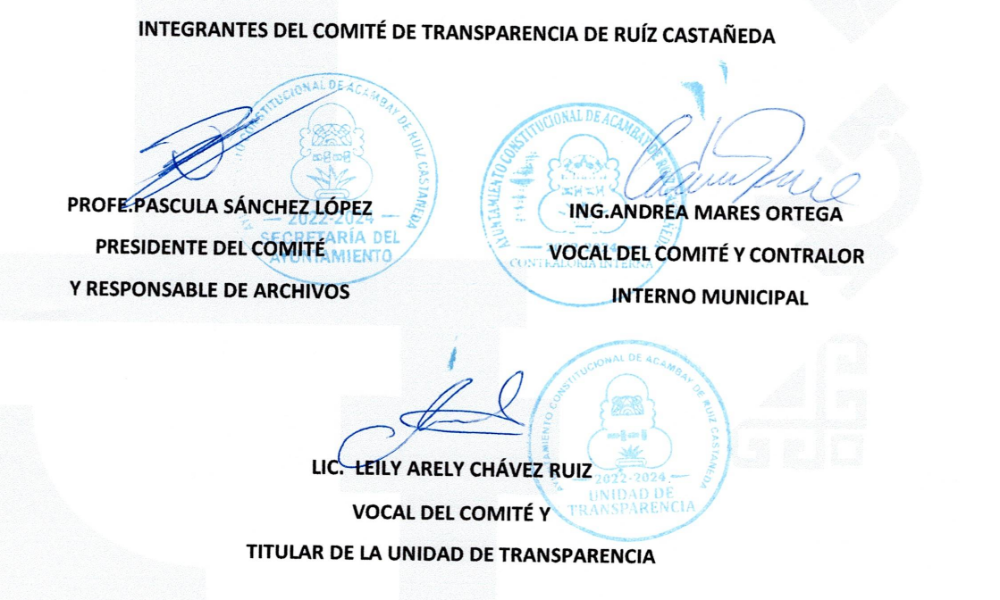 INTEGRANTES DEL COMITÉ DE TRANSPARENCIA DE RUÍZ CASTAÑEDA
CONSTITUCIONAL DE ACAMBAY DE RUIZ CASTAÑEDA
2022-2024
SECRETARÍA DEL
AYUNTAMIENTO
PROFE.PASCULA SÁNCHEZ LÓPEZ
PRESIDENTE DEL COMITÉ
Y RESPONSABLE DE ARCHIVOS
AYUNTAMIENTO CONSTITUCIONAL DE ACAMBAY DE RUIZ CASTAÑEDA
2022-2024
CONTRALORIA INTERNA
ING.ANDREA MARES ORTEGA
VOCAL DEL COMITÉ Y CONTRALOR
INTERNO MUNICIPAL
AYUNTAMIENTO CONSTITUCIONAL DE ACAMBAY DE RUIZ CASTAÑEDA
2022-2024
UNIDAD DE
TRANSPARENCIA
LIC. LEILY ARELY CHÁVEZ RUIZ
VOCAL DEL COMITÉ Y
TITULAR DE LA UNIDAD DE TRANSPARENCIA